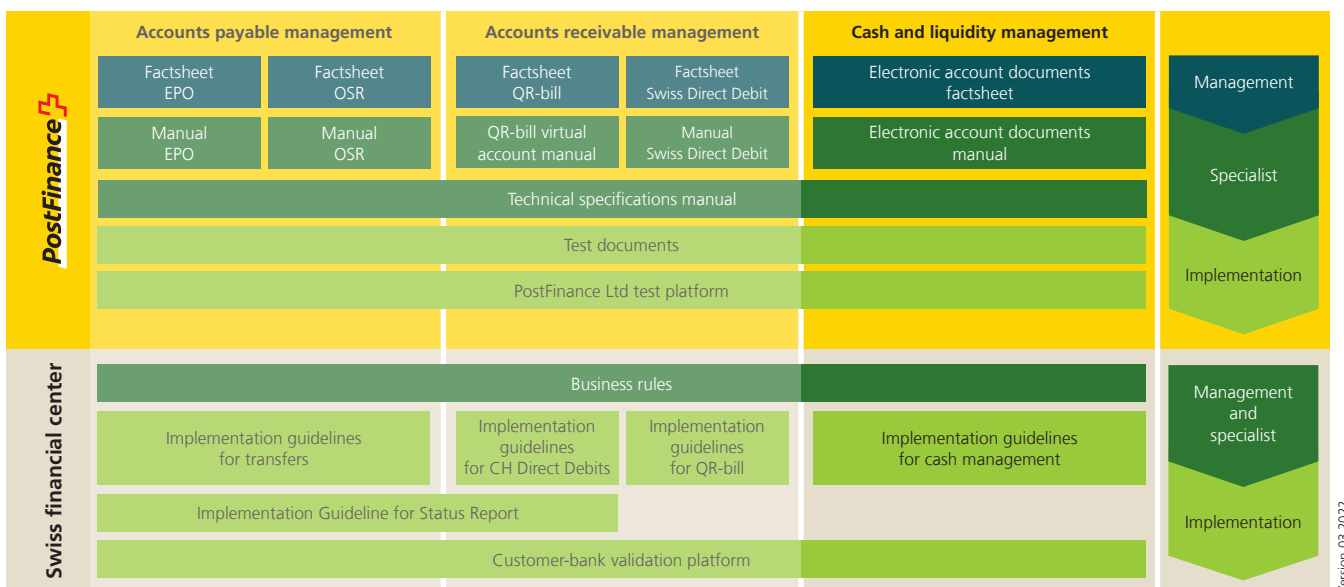 Accounts payable management
Accounts receivable management
Cash and liquidity management
Factsheet
EPO
Factsheet
OSR
Factsheet
QR-bill
Factsheet
Swiss Direct Debit
Electronic account documents
factsheet
Management
PostFinance
Manual
EPO
Manual
OSR
QR-bill virtual
account manual
Manual
Swiss Direct Debit
Electronic account documents
manual
Specialist
Technical specifications manual
Test documents
Implementation
PostFinance Ltd test platform
Swiss financial center
Business rules
Management
and
specialist
Implementation guidelines
for transfers
Implementation
guidelines
for CH Direct Debits
Implementation
guidelines
for QR-bill
Implementation guidelines
for cash management
Implementation Guideline for Status Report
Implementation
Customer-bank validation platform
03.2022